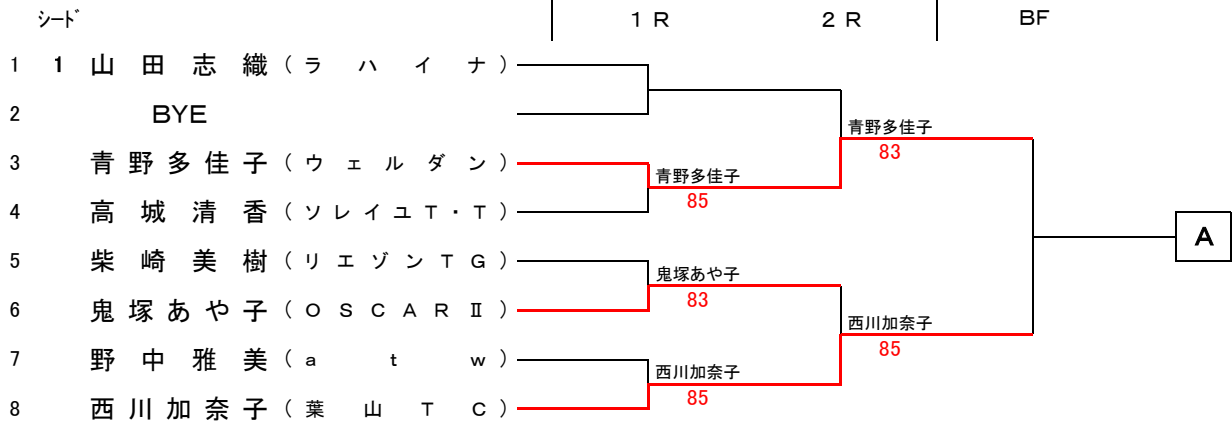 シード 1 R 2 R BF
1 1 山田志織(ラハイナ)
2 BYE
青野多佳子
83
3 青野多佳子(ウェルダン)
青野多佳子
85
4 高城清香(ソレイユT・T)
A
5 柴崎美樹(リエゾンTG)
鬼塚あや子
83
6 鬼塚あや子(OSCARⅡ)
西川加奈子
85
7 野中雅美(atw)
西川加奈子
85
8 西川加奈子(葉山TC)